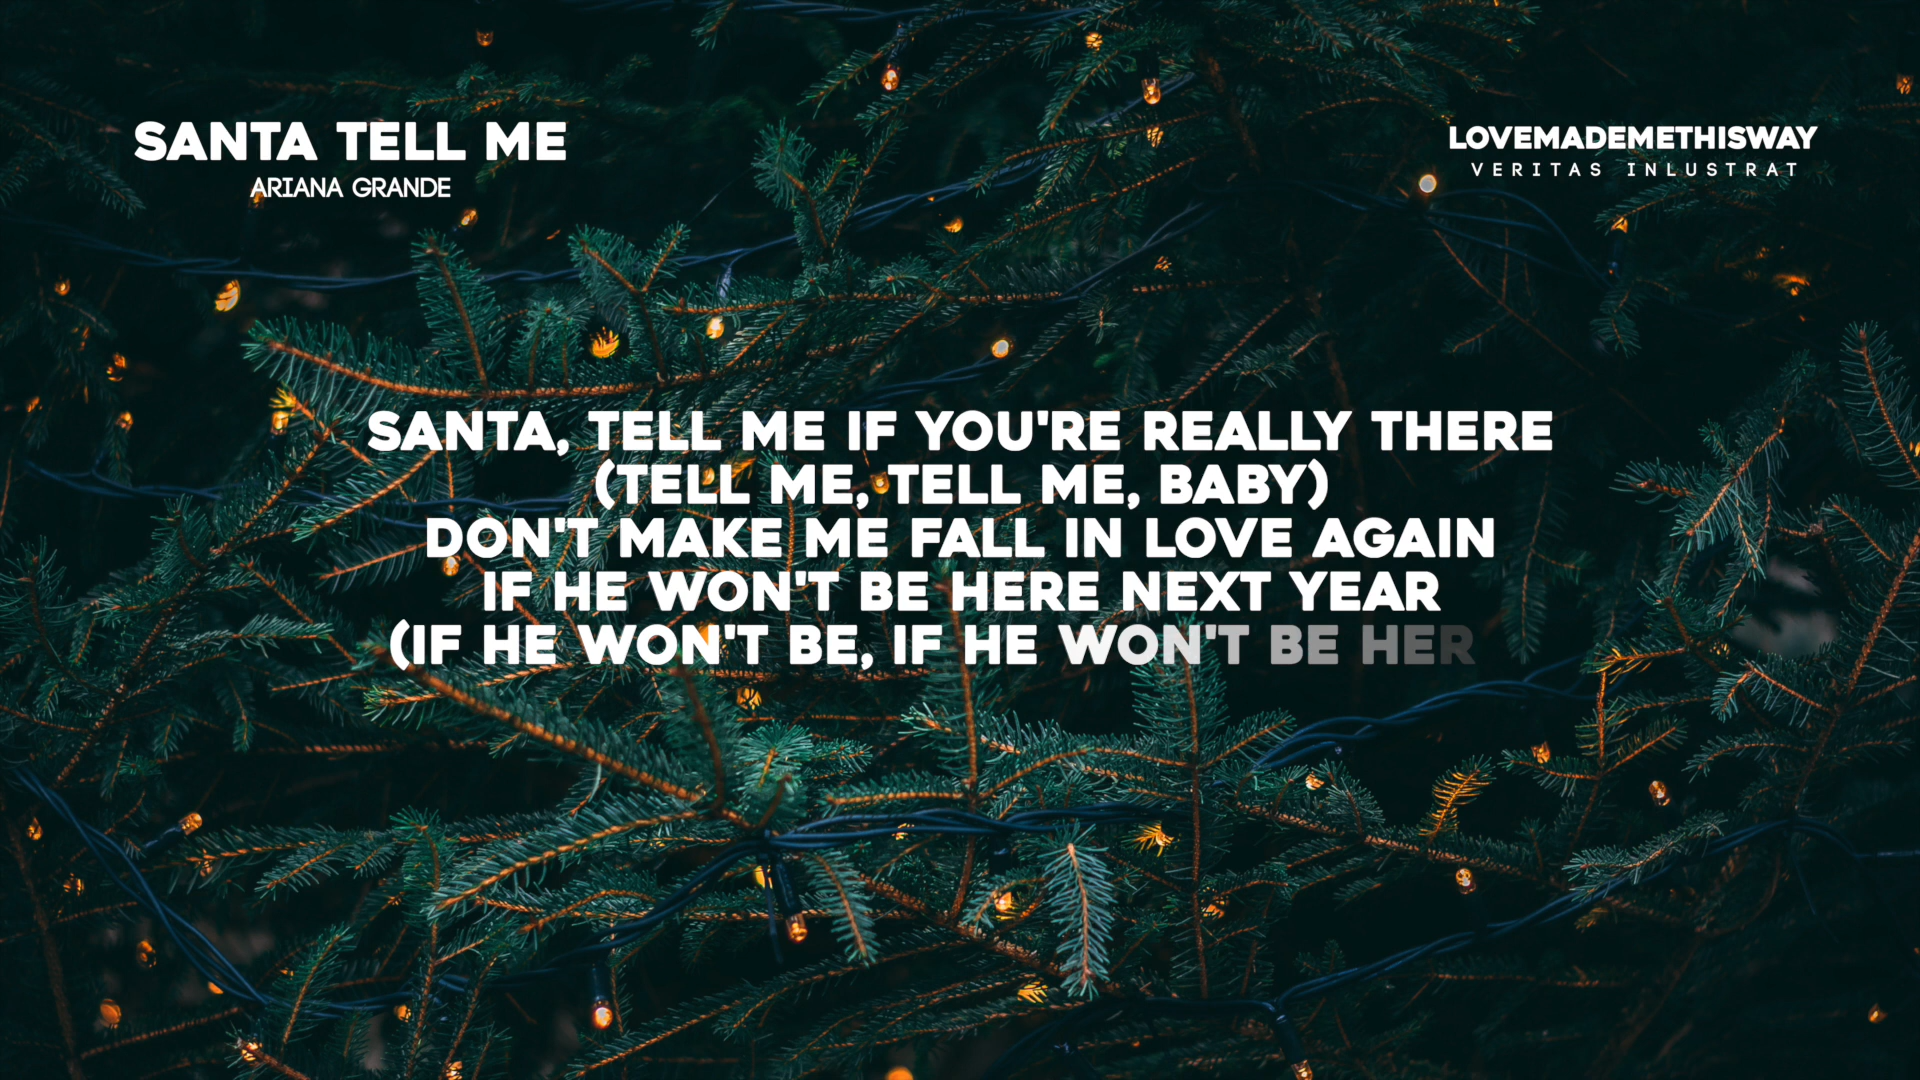 SANTA TELL ME
ARIANA GRANDE
LOVEMADEMETHISWAY
VERITAS INLUSTRAT
SANTA, TELL ME IF YOU'RE REALLY THERE
(TELL ME, TELL ME, BABY)
DON'T MAKE ME FALL IN LOVE AGAIN
IF HE WON'T BE HERE NEXT YEAR
(IF HE WON'T BE, IF HE WON'T BE HER